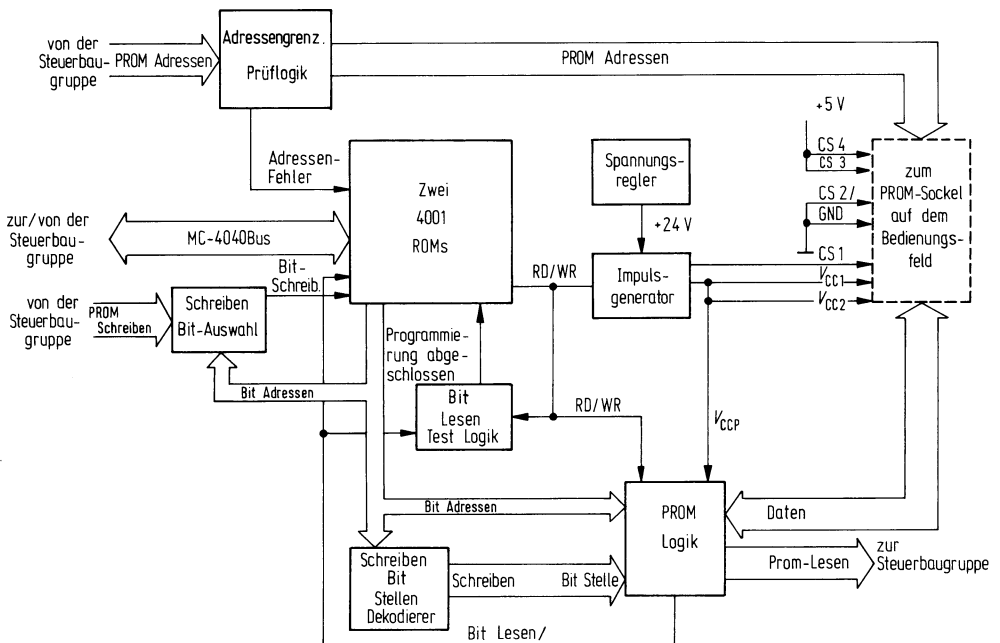 von der
Steuerbau-
gruppe
PROM Adressen
Adressengrenz.
Prüflogik
PROM Adressen
+5 V
CS 4
CS 3
CS 2/
GND
CS 1
VCC1
VCC2
zum
PROM-Sockel
auf dem
Bedienungs-
feld
Adressen-
Fehler
Zwei
4001
ROMs
Spannungs-
regler
+24 V
zur/von der
Steuerbau-
gruppe
MC-4040Bus
Bit-
Schreib.
RD/WR
Impuls-
generator
von der
Steuerbau-
gruppe
PROM
Schreiben
Schreiben
Bit-Auswahl
Programmie-
rung abge-
schlossen
Bit Adressen
Bit
Lesen
Test Logik
RD/WR
VCCP
Bit Adressen
PROM
Logik
Daten
Prom-Lesen
zur
Steuerbaugruppe
Schreiben
Bit
Stellen
Dekodierer
Schreiben Bit Stelle
Bit Lesen/